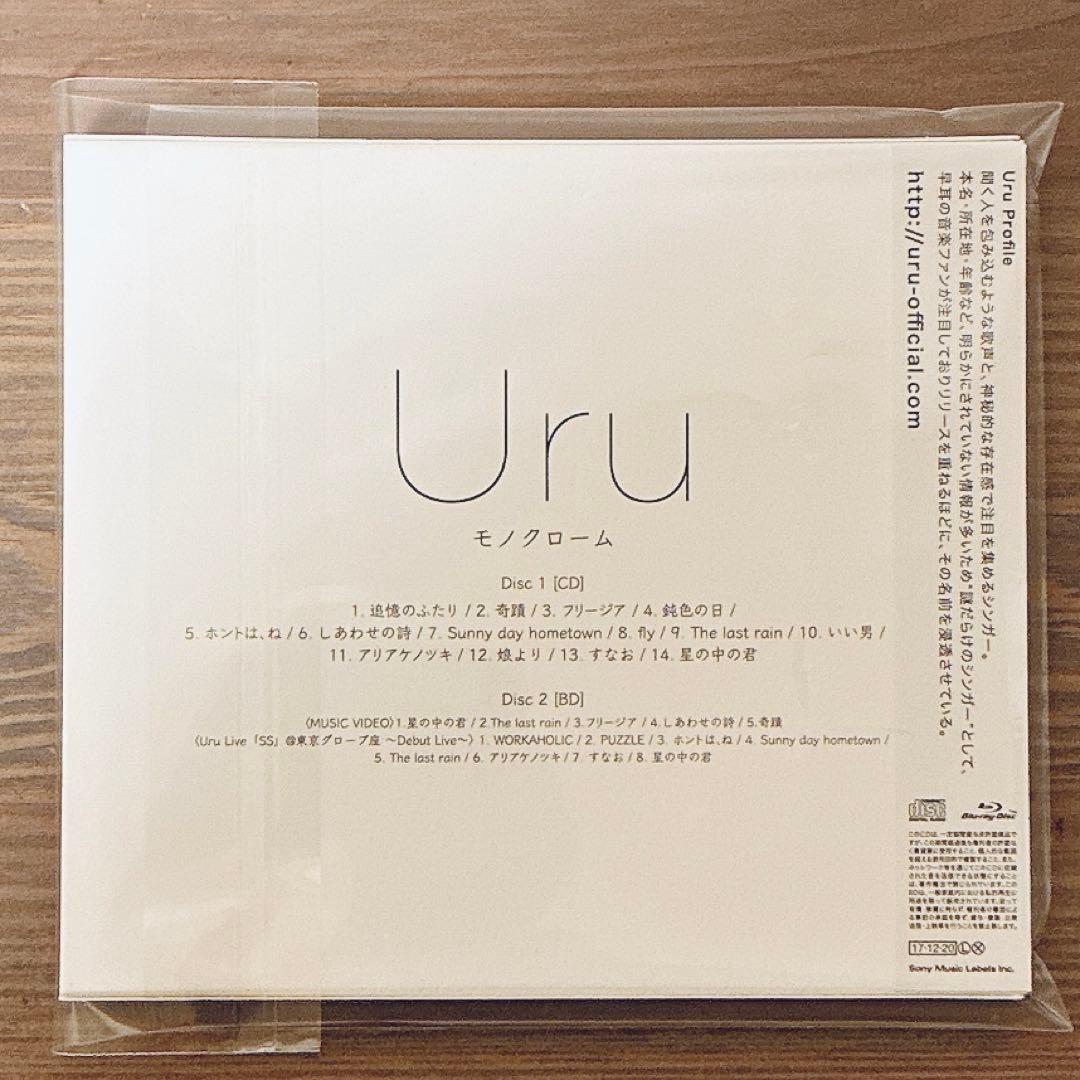 Uru
モノクローム
Disc 1 [CD]
1. 追憶のふたり / 2. 奇蹟 / 3. フリージア / 4. 鈍色の日 /
5. ホントは、ね / 6. しあわせの詩 / 7. Sunny day hometown / 8. fly / 9. The last rain / 10. いい男 /
11. アリアケノツキ / 12. 娘より / 13. すなお / 14. 星の中の君
Disc 2 [BD]
〈MUSIC VIDEO〉1.星の中の君 / 2.The last rain / 3.フリージア / 4.しあわせの詩 / 5.奇蹟
〈Uru Live「SS」@東京グローブ座 〜Debut Live〜〉1. WORKAHOLIC / 2. PUZZLE / 3. ホントは、ね / 4. Sunny day hometown /
5. The last rain / 6. アリアケノツキ / 7. すなお / 8. 星の中の君
Uru Profile
聞く人を包み込むような歌声と、神秘的な存在感で注目を集めるシンガー。
本名・所在地・年齢など、明らかにされていない情報が多いため“謎だらけのシンガー”として、
早耳の音楽ファンが注目しておりリリースを重ねるほどに、その名前を浸透させている。
http://uru-official.com
disc
DIGITAL AUDIO
Blu-ray Disc
17-12-20 Ⓛ Ⓧ
Sony Music Labels Inc.